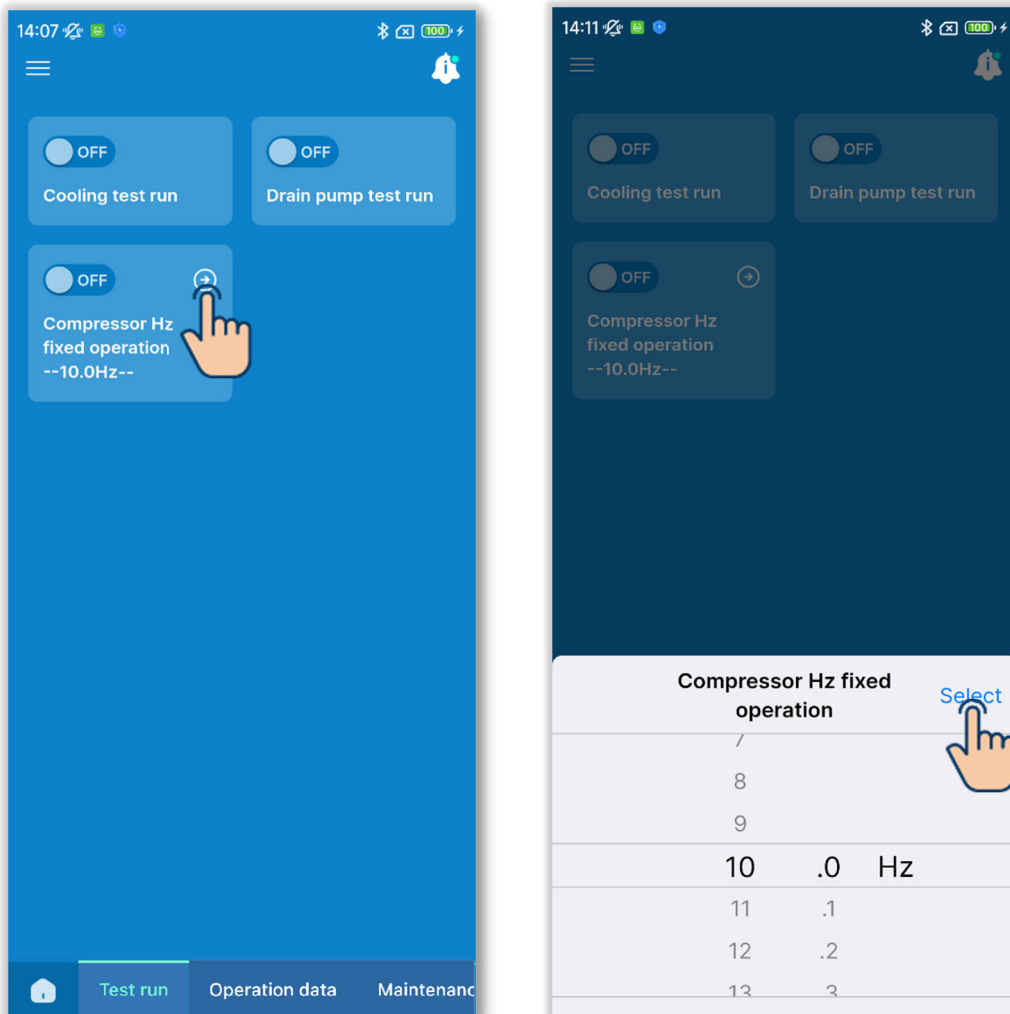 14:07
100
OFF
Cooling test run
OFF
Drain pump test run
OFF
Compressor Hz
fixed operation
--10.0Hz--
Test run
Operation data
Maintenanc
14:11
100
OFF
Cooling test run
OFF
Drain pump test run
OFF
Compressor Hz
fixed operation
--10.0Hz--
Compressor Hz fixed
operation
Select
7
8
9
10 .0 Hz
11 .1
12 .2
13 .3